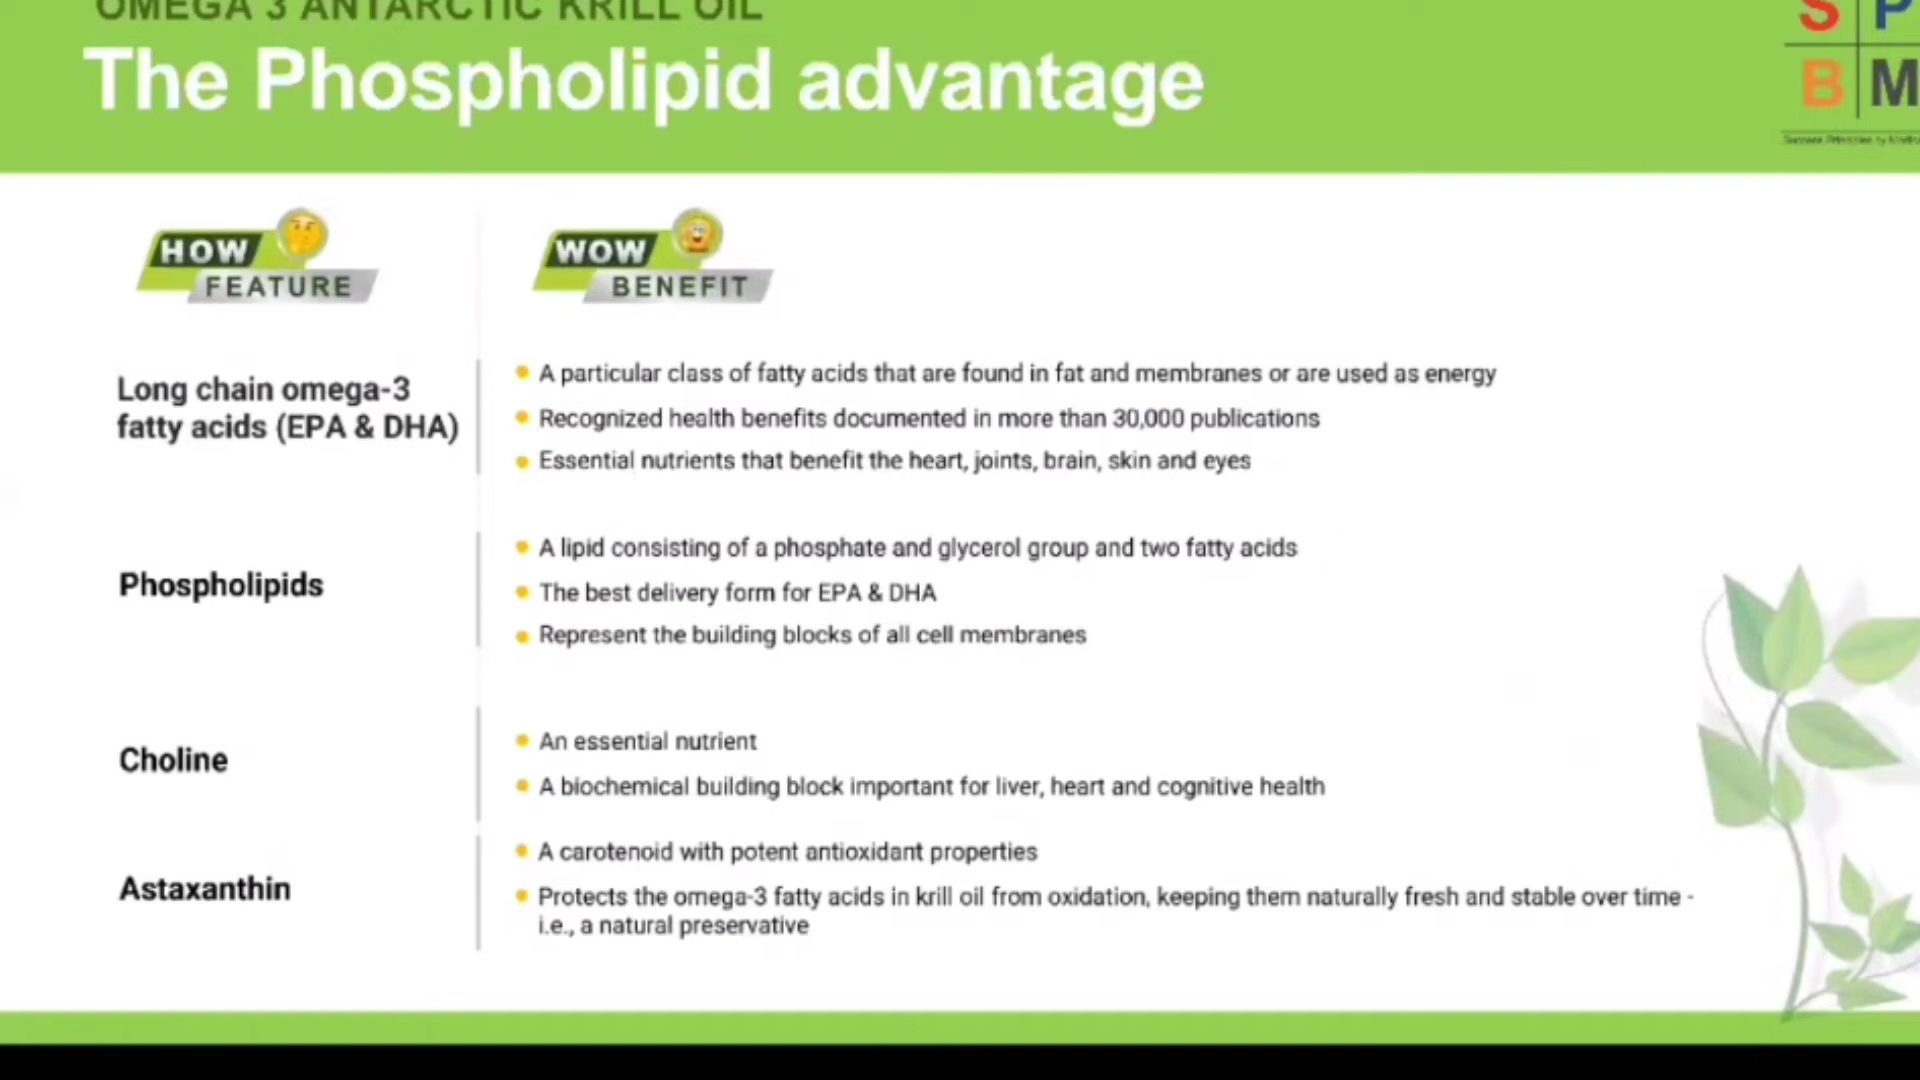 OMEGA 3 ANTARCTIC KRILL OIL
The Phospholipid advantage
S P
B M
HOW
FEATURE
WOW
BENEFIT
Long chain omega-3
fatty acids (EPA & DHA)
A particular class of fatty acids that are found in fat and membranes or are used as energy
Recognized health benefits documented in more than 30,000 publications
Essential nutrients that benefit the heart, joints, brain, skin and eyes
Phospholipids
A lipid consisting of a phosphate and glycerol group and two fatty acids
The best delivery form for EPA & DHA
Represent the building blocks of all cell membranes
Choline
An essential nutrient
A biochemical building block important for liver, heart and cognitive health
Astaxanthin
A carotenoid with potent antioxidant properties
Protects the omega-3 fatty acids in krill oil from oxidation, keeping them naturally fresh and stable over time -
i.e., a natural preservative